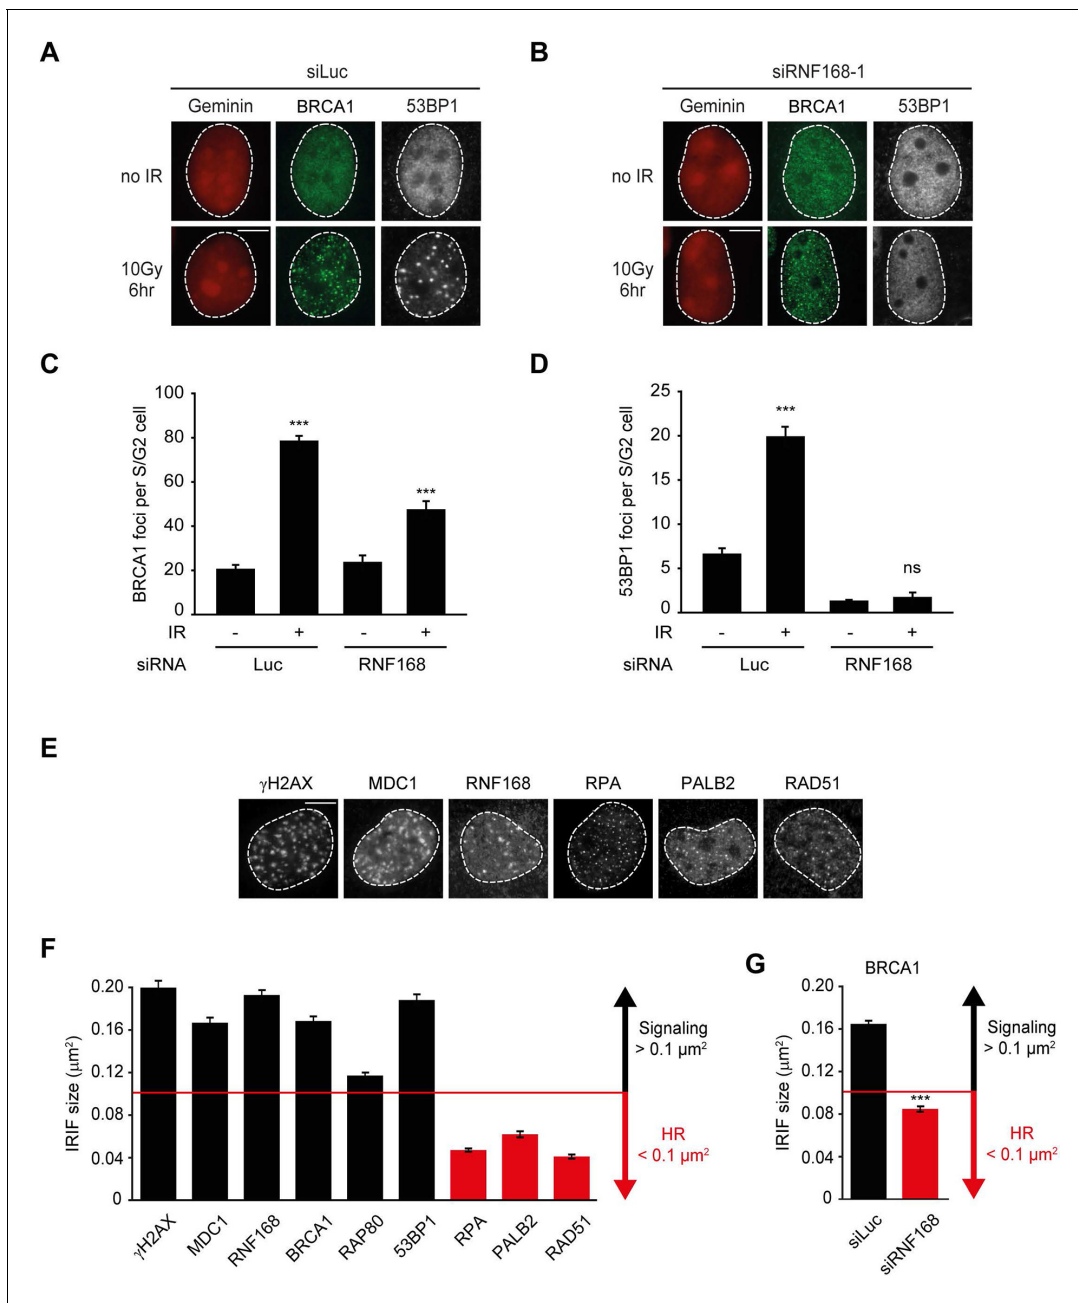 A
siLuc
Geminin BRCA1 53BP1
no IR
10Gy
6hr
B
siRNF168-1
Geminin BRCA1 53BP1
no IR
10Gy
6hr
C
BRCA1 foci per S/G2 cell
100
80
60
40
20
0
***
***
IR - + - +
siRNA Luc RNF168
D
53BP1 foci per S/G2 cell
25
20
15
10
5
0
***
ns
IR - + - +
siRNA Luc RNF168
E
γH2AX MDC1 RNF168 RPA PALB2 RAD51
F
IRIF size (μm²)
0.20
0.16
0.12
0.08
0.04
0
γH2AX MDC1 RNF168 BRCA1 RAP80 53BP1 RPA PALB2 RAD51
Signaling
> 0.1 μm²
HR
< 0.1 μm²
G
BRCA1
IRIF size (μm²)
0.20
0.16
0.12
0.08
0.04
0
***
siLuc siRNF168
Signaling
> 0.1 μm²
HR
< 0.1 μm²